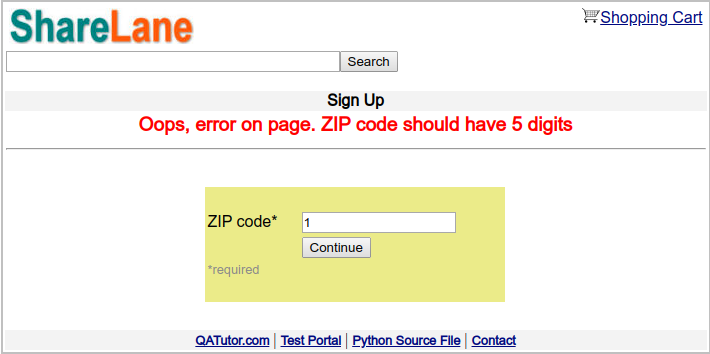 ShareLane
Shopping Cart
Search
Sign Up
Oops, error on page. ZIP code should have 5 digits
ZIP code* 1
Continue
*required
QATutor.com | Test Portal | Python Source File | Contact